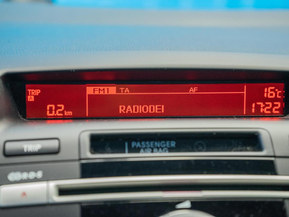 TRIP FM1 TA AF 16°C
A
0.2 km RADIODEI 17:22
TRIP PASSENGER
AIR BAG